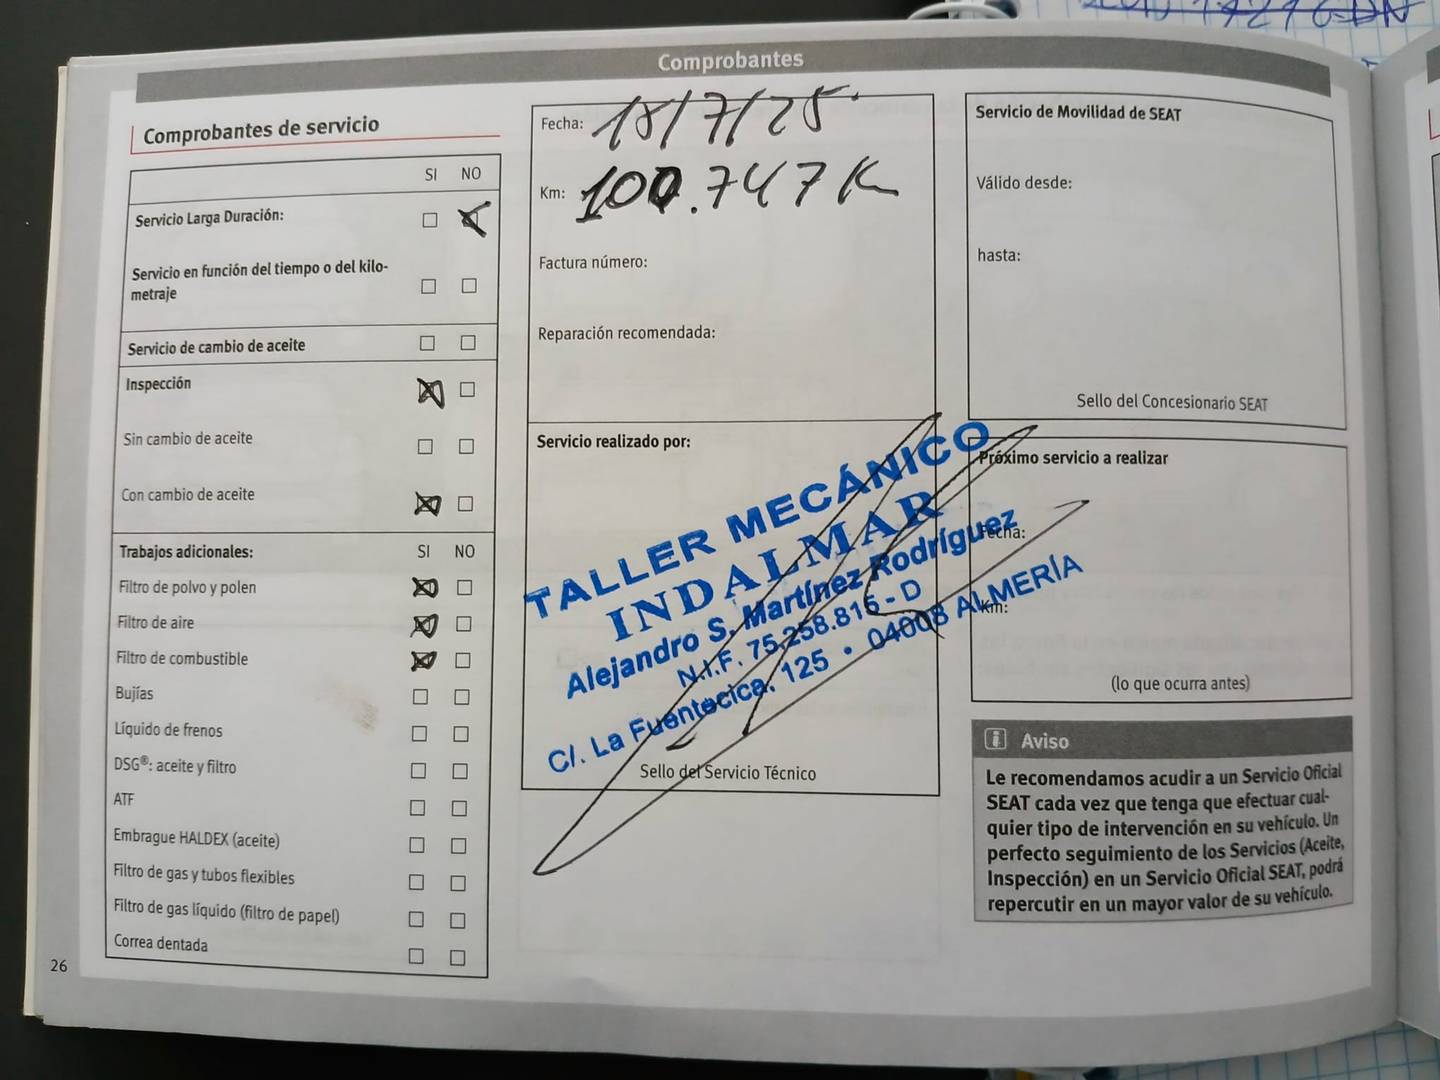 Comprobantes
Comprobantes de servicio
SI NO
Servicio Larga Duración:
Servicio en función del tiempo o del kilo-
metraje
Servicio de cambio de aceite
Inspección
Sin cambio de aceite
Con cambio de aceite
Trabajos adicionales: SI NO
Filtro de polvo y polen
Filtro de aire
Filtro de combustible
Bujías
Líquido de frenos
DSG®: aceite y filtro
ATF
Embrague HALDEX (aceite)
Filtro de gas y tubos flexibles
Filtro de gas líquido (filtro de papel)
Correa dentada
26
Fecha: 18/7/25
Km: 100.747 K
Factura número:
Reparación recomendada:
Servicio realizado por:
TALLER MECÁNICO
INDALMAR
Alejandro S. Martínez Rodríguez
N.I.F. 75.258.815 - D
C/. La Fuentecica, 125 • 04008 ALMERÍA
Sello del Servicio Técnico
Servicio de Movilidad de SEAT
Válido desde:
hasta:
Sello del Concesionario SEAT
Próximo servicio a realizar
Fecha:
Km:
(lo que ocurra antes)
Aviso
Le recomendamos acudir a un Servicio Oficial
SEAT cada vez que tenga que efectuar cual-
quier tipo de intervención en su vehículo. Un
perfecto seguimiento de los Servicios (Aceite,
Inspección) en un Servicio Oficial SEAT, podrá
repercutir en un mayor valor de su vehículo.